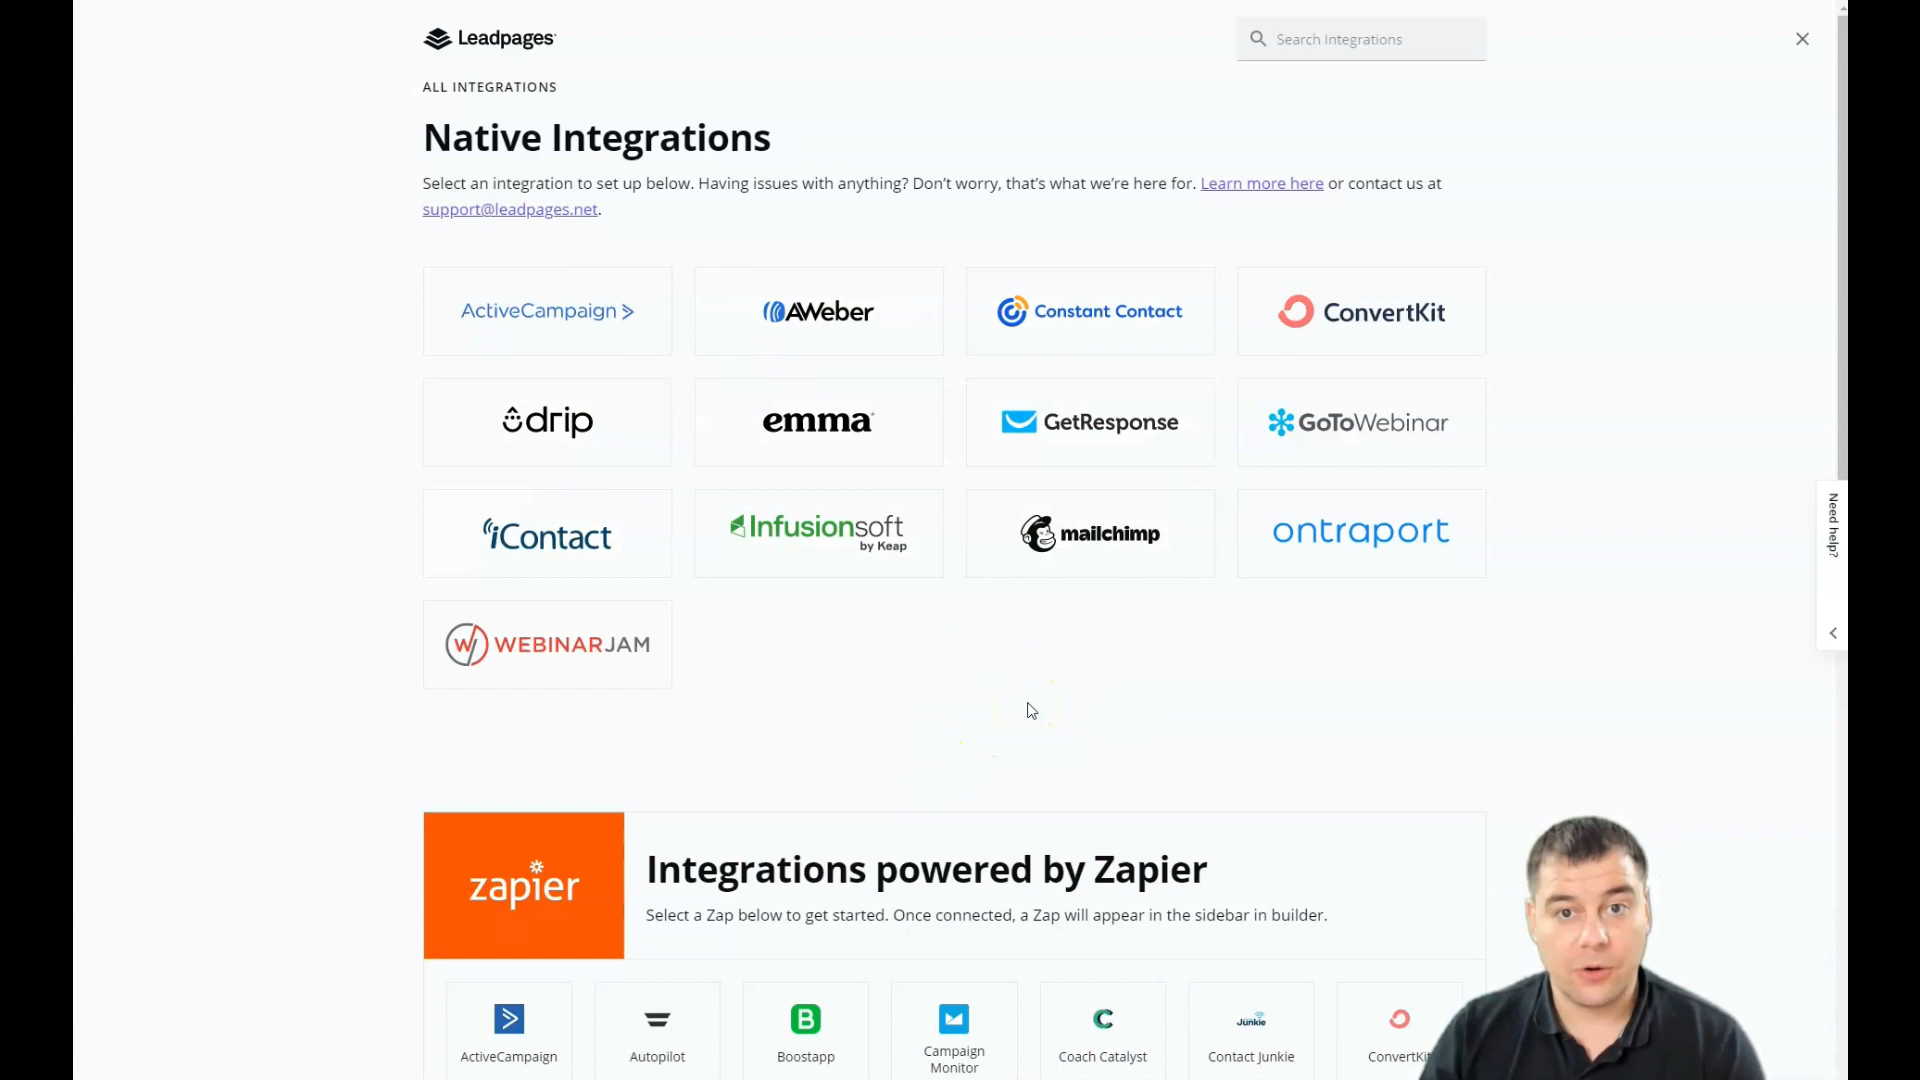 Leadpages
Search Integrations
ALL INTEGRATIONS
Native Integrations
Select an integration to set up below. Having issues with anything? Don't worry, that's what we're here for. Learn more here or contact us at
support@leadpages.net.
ActiveCampaign >
AWeber
Constant Contact
ConvertKit
drip
emma
GetResponse
GoToWebinar
Need help?
iContact
Infusionsoft
by Keap
mailchimp
ontraport
W WEBINARJAM
zapier
Integrations powered by Zapier
Select a Zap below to get started. Once connected, a Zap will appear in the sidebar in builder.
ActiveCampaign
Autopilot
B
Boostapp
Campaign
Monitor
Coach Catalyst
Junkie
Contact Junkie
ConvertKit